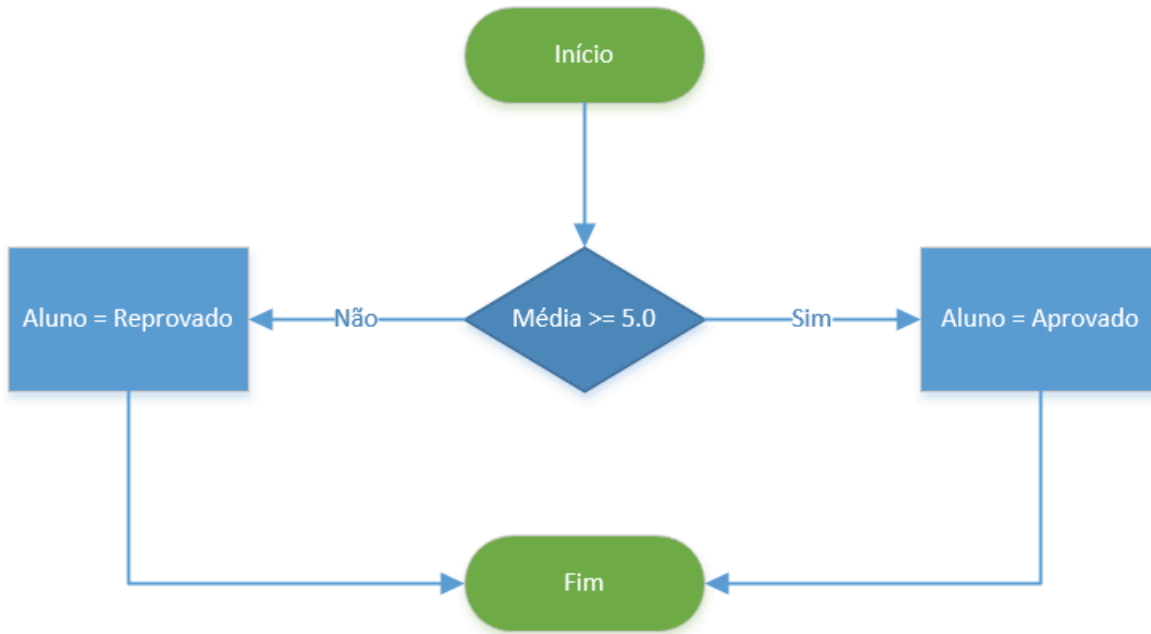 Início
Aluno = Reprovado
Não
Média >= 5.0
Sim
Aluno = Aprovado
Fim